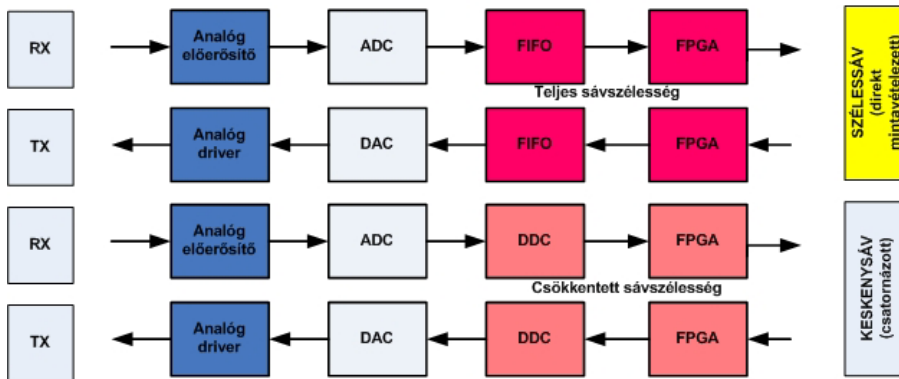 RX
Analóg
előerősítő
ADC
FIFO
FPGA
Teljes sávszélesség
TX
Analóg
driver
DAC
FIFO
FPGA
SZÉLESSÁV
(direkt
mintavételezett)
RX
Analóg
előerősítő
ADC
DDC
FPGA
Csökkentett sávszélesség
TX
Analóg
driver
DAC
DDC
FPGA
KESKENYSÁV
(csatornázott)